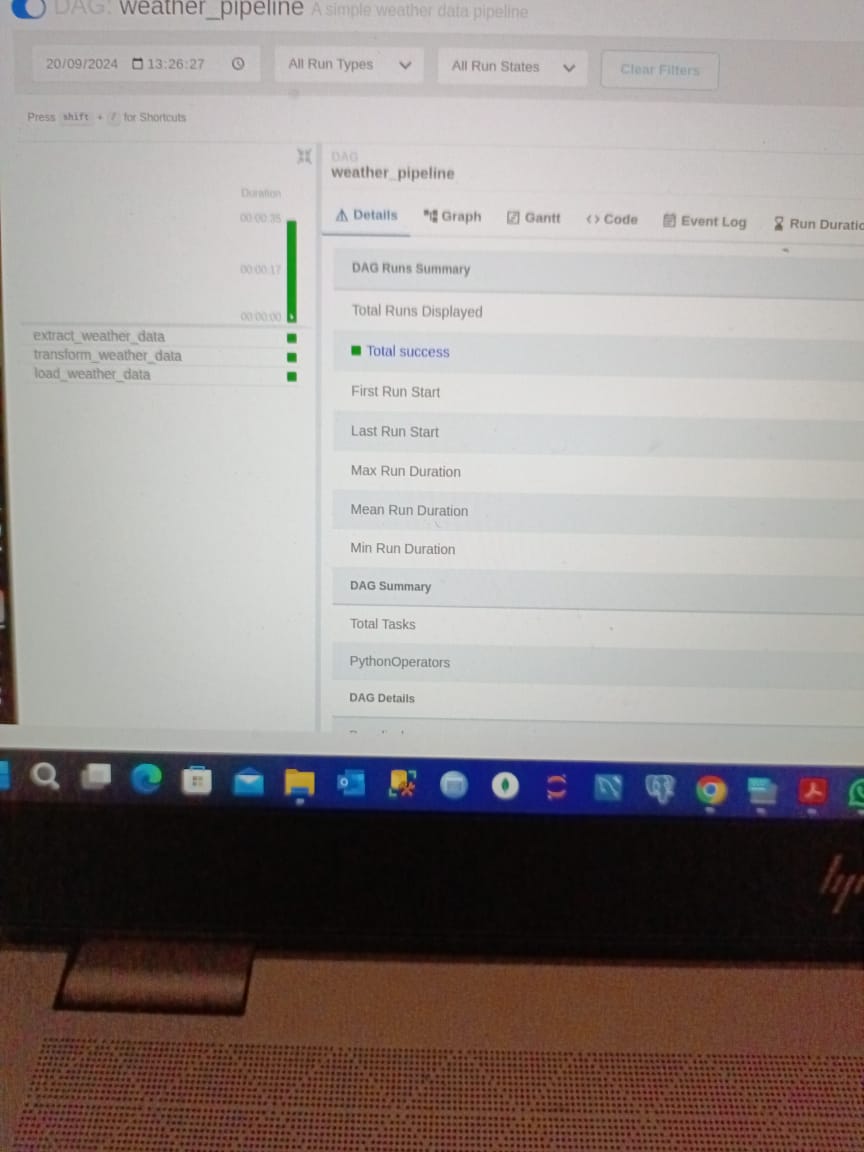 DAG: weather_pipeline A simple weather data pipeline
20/09/2024 13:26:27 All Run Types All Run States Clear Filters
Press shift + / for Shortcuts
DAG
weather_pipeline
Duration
00:00:35
00:00:17
00:00:00
extract_weather_data
transform_weather_data
load_weather_data
Details Graph Gantt <> Code Event Log Run Duratio
DAG Runs Summary
Total Runs Displayed
Total success
First Run Start
Last Run Start
Max Run Duration
Mean Run Duration
Min Run Duration
DAG Summary
Total Tasks
PythonOperators
DAG Details
hp